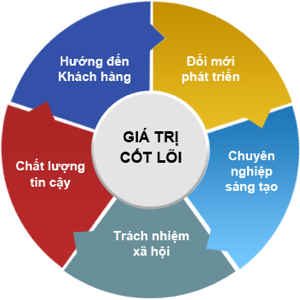 GIÁ TRỊ
CỐT LÕI
Hướng đến
Khách hàng
Đổi mới
phát triển
Chuyên
nghiệp
sáng tạo
Trách nhiệm
xã hội
Chất lượng
tin cậy